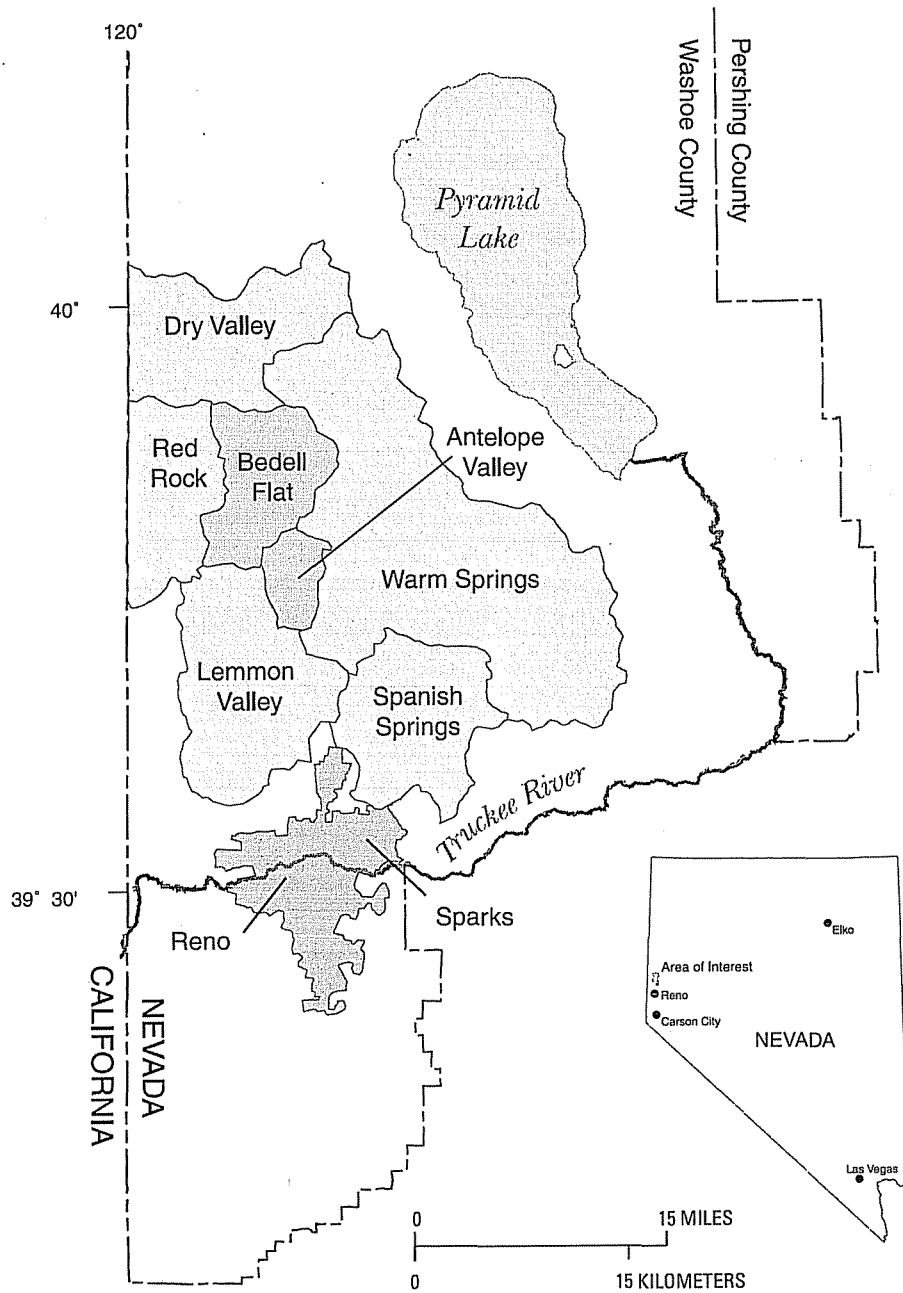 120°
Pershing County
Washoe County
Pyramid
Lake
40°
Dry Valley
Red
Rock
Bedell
Flat
Antelope
Valley
Warm Springs
Lemmon
Valley
Spanish
Springs
Truckee River
39° 30'
Reno
Sparks
CALIFORNIA
NEVADA
Elko
Area of Interest
Reno
Carson City
NEVADA
Las Vegas
0 15 MILES
0 15 KILOMETERS